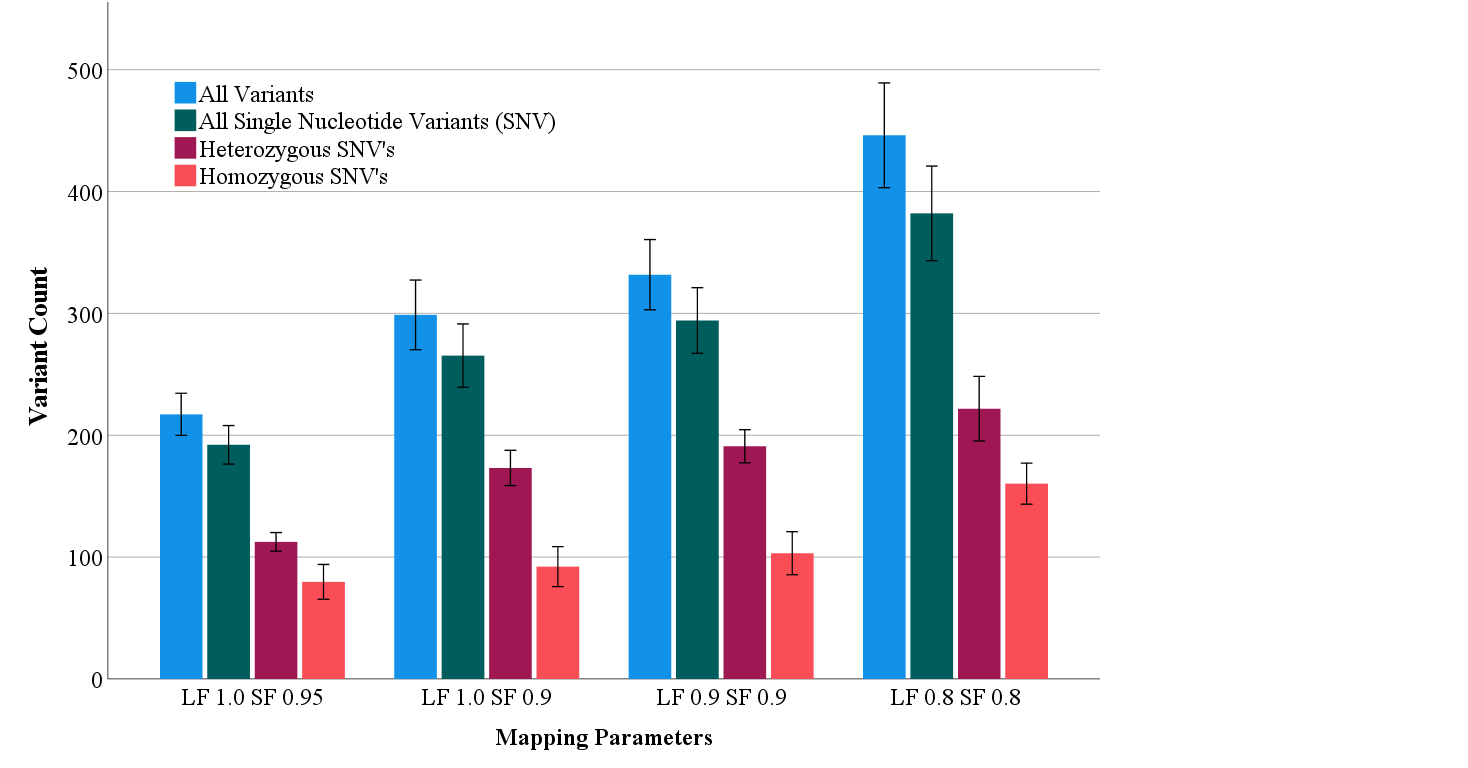 500
400
300
200
100
0
All Variants
All Single Nucleotide Variants (SNV)
Heterozygous SNV's
Homozygous SNV's
Variant Count
LF 1.0 SF 0.95
LF 1.0 SF 0.9
LF 0.9 SF 0.9
LF 0.8 SF 0.8
Mapping Parameters